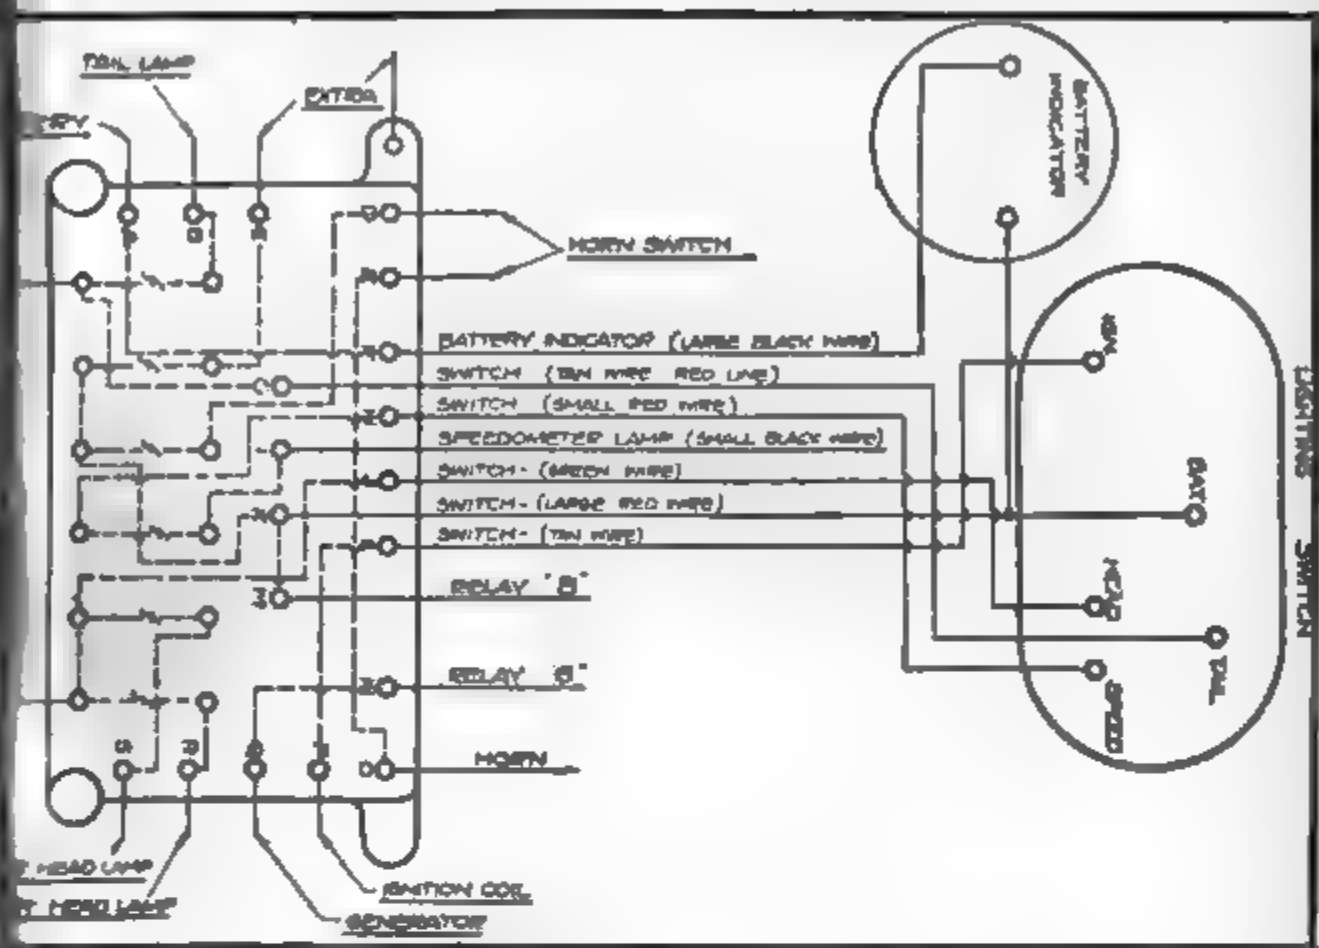 TAIL LAMP
EXTRA
BATTERY
INDICATOR
HORN SWITCH
BATTERY INDICATOR (LARGE BLACK WIRE)
SWITCH (TAN WIRE RED LINE)
SWITCH (SMALL RED WIRE)
SPEEDOMETER LAMP (SMALL BLACK WIRE)
SWITCH - (GREEN WIRE)
SWITCH - (LARGE RED WIRE)
SWITCH - (TAN WIRE)
IGN
BAT
HEAD
TAIL
SPEED
LIGHTING SWITCH
RELAY "B"
RELAY "G"
HORN
HEAD LAMP
HEAD LAMP
IGNITION COIL
GENERATOR